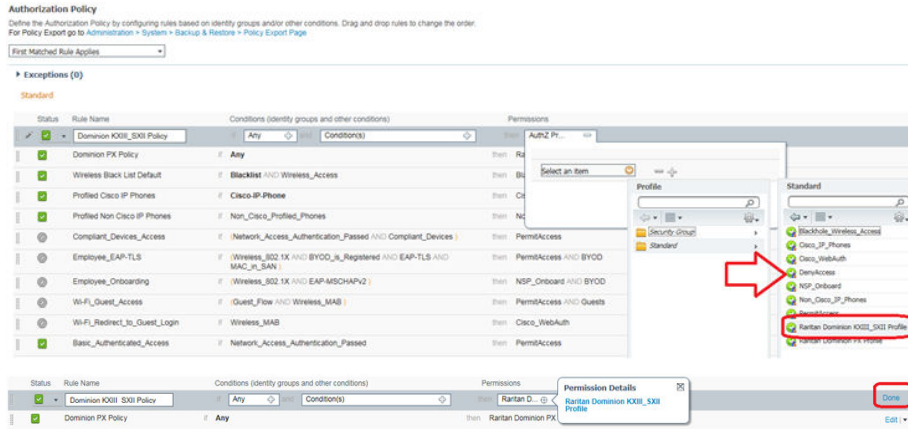 Authorization Policy
Define the Authorization Policy by configuring rules based on identity groups and/or other conditions. Drag and drop rules to change the order.
For Policy Export go to Administration > System > Backup & Restore > Policy Export Page
First Matched Rule Applies
Exceptions (0)
Standard
Status Rule Name Conditions (identity groups and other conditions) Permissions
Dominion KXIII_SXII Policy if Any and Condition(s) then AuthZ Pr...
Dominion PX Policy if Any then Ra
Wireless Black List Default if Blacklist AND Wireless_Access then Bl
Profiled Cisco IP Phones if Cisco-IP-Phone then Ci
Profiled Non Cisco IP Phones if Non_Cisco_Profiled_Phones then No
Compliant_Devices_Access if (Network_Access_Authentication_Passed AND Compliant_Devices ) then PermitAccess
Employee_EAP-TLS if (Wireless_802.1X AND BYOD_is_Registered AND EAP-TLS AND MAC_in_SAN ) then PermitAccess AND BYOD
Employee_Onboarding if (Wireless_802.1X AND EAP-MSCHAPv2 ) then NSP_Onboard AND BYOD
Wi-Fi_Guest_Access if (Guest_Flow AND Wireless_MAB ) then PermitAccess AND Guests
Wi-Fi_Redirect_to_Guest_Login if Wireless_MAB then Cisco_WebAuth
Basic_Authenticated_Access if Network_Access_Authentication_Passed then PermitAccess
Select an item
Profile
Security Group
Standard
Standard
Blackhole_Wireless_Access
Cisco_IP_Phones
Cisco_WebAuth
DenyAccess
NSP_Onboard
Non_Cisco_IP_Phones
PermitAccess
Raritan Dominion KXIII_SXII Profile
Raritan Dominion PX Profile
Status Rule Name Conditions (identity groups and other conditions) Permissions
Dominion KXIII_SXII Policy if Any and Condition(s) then Raritan D...
Permission Details
Raritan Dominion KXIII_SXII
Profile
Done
Dominion PX Policy if Any then Raritan Dominion PX
Edit